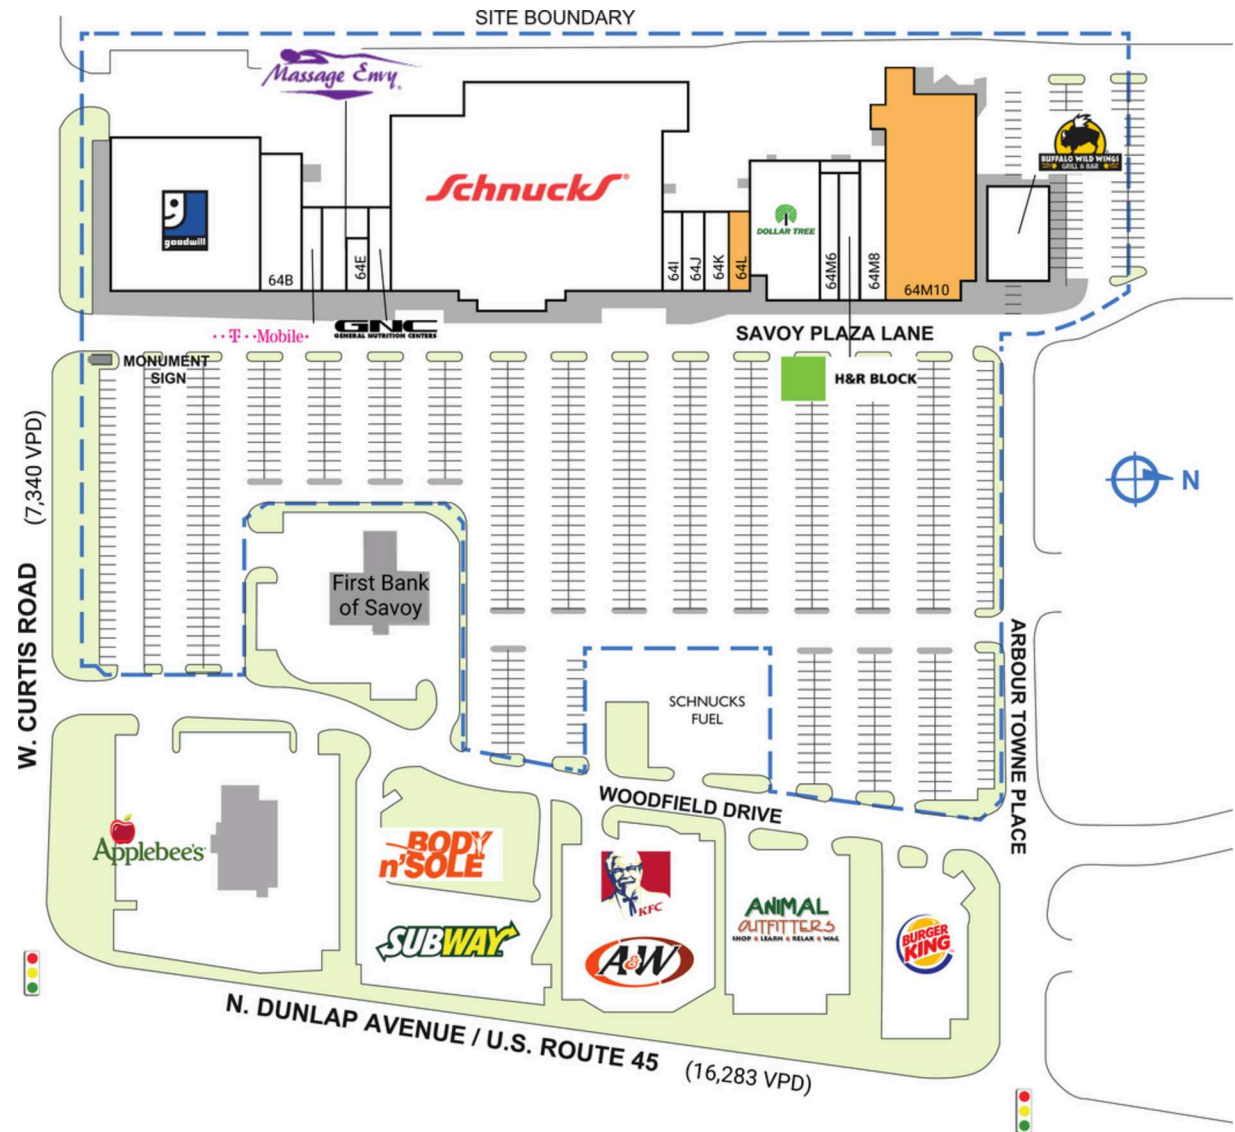 SITE BOUNDARY
Massage Envy
BUFFALO WILD WINGS
GRILL & BAR
Schnucks
goodwill
DOLLAR TREE
64B
64E
64I
64J
64K
64L
64M6
64M8
64M10
T-Mobile
GNC
GENERAL NUTRITION CENTERS
SAVOY PLAZA LANE
MONUMENT
SIGN
H&R BLOCK
(7,340 VPD)
W. CURTIS ROAD
N
First Bank
of Savoy
SCHNUCKS
FUEL
ARBOUR TOWNE PLACE
WOODFIELD DRIVE
Applebee's
BODY
n'SOLE
SUBWAY
KFC
A&W
ANIMAL
OUTFITTERS
SHOP LEARN RELAX WAG
BURGER
KING
N. DUNLAP AVENUE / U.S. ROUTE 45
(16,283 VPD)